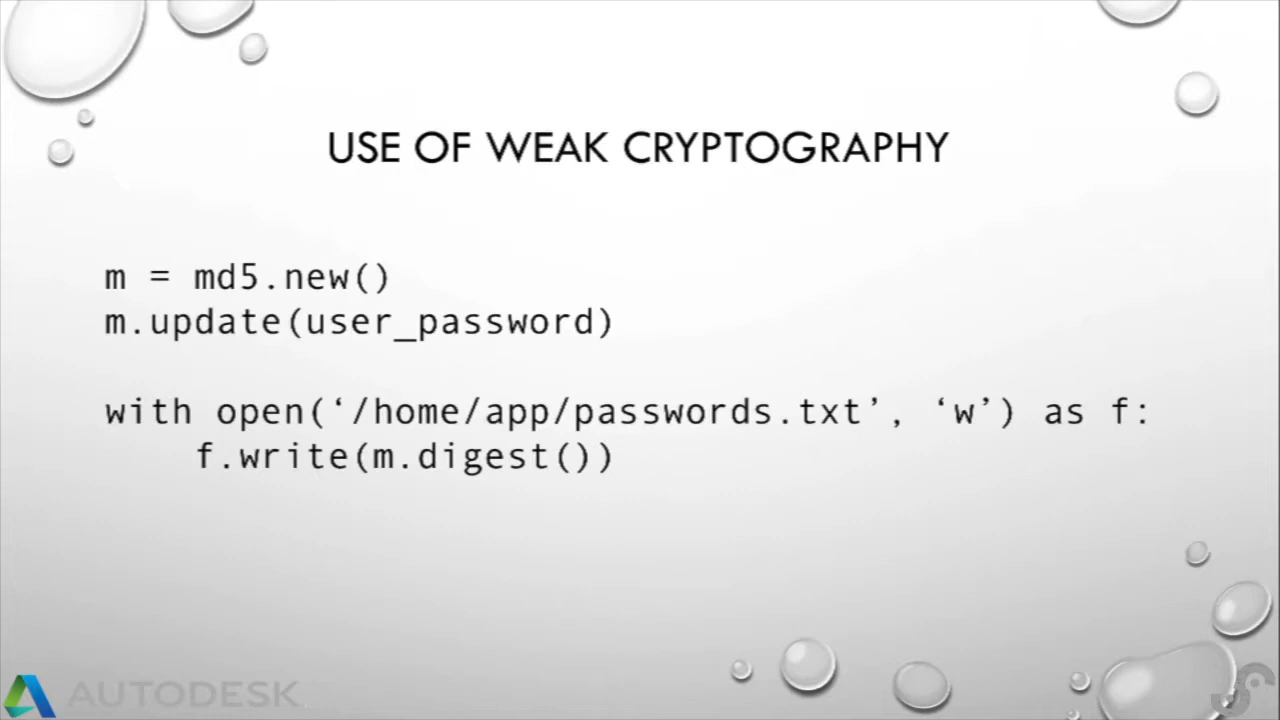 USE OF WEAK CRYPTOGRAPHY
m = md5.new()
m.update(user_password)
with open(‘/home/app/passwords.txt’, ‘w’) as f:
f.write(m.digest())
AUTODESK